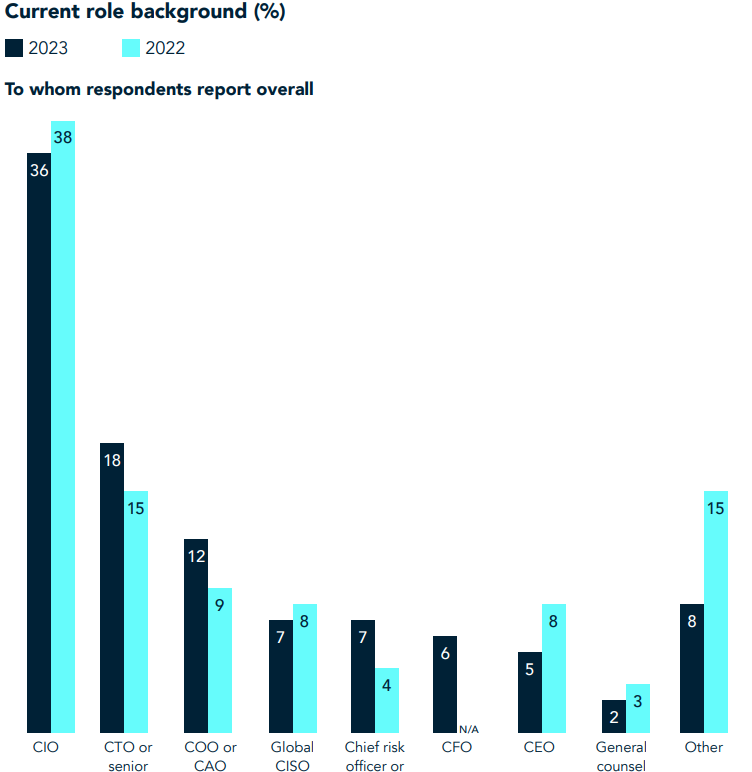 Current role background (%)
2023 2022
To whom respondents report overall
38
36
18
15
12
9
7
8
7
4
6
N/A
5
8
2
3
8
15
CIO
CTO or
senior
COO or
CAO
Global
CISO
Chief risk
officer or
CFO
CEO
General
counsel
Other